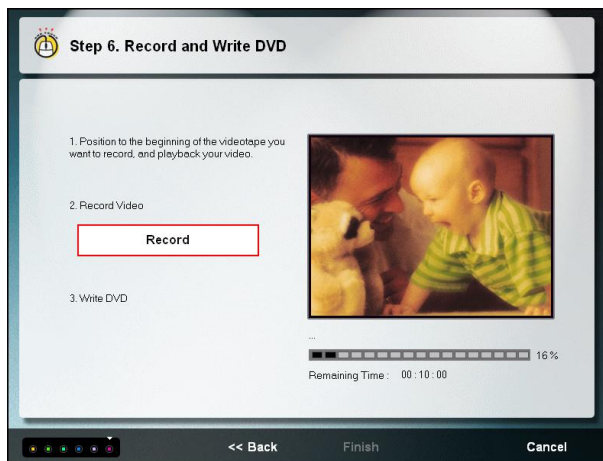 Step 6. Record and Write DVD
1. Position to the beginning of the videotape you
want to record, and playback your video.
2. Record Video
Record
3. Write DVD
...
16%
Remaining Time : 00 : 10 : 00
<< Back Finish Cancel